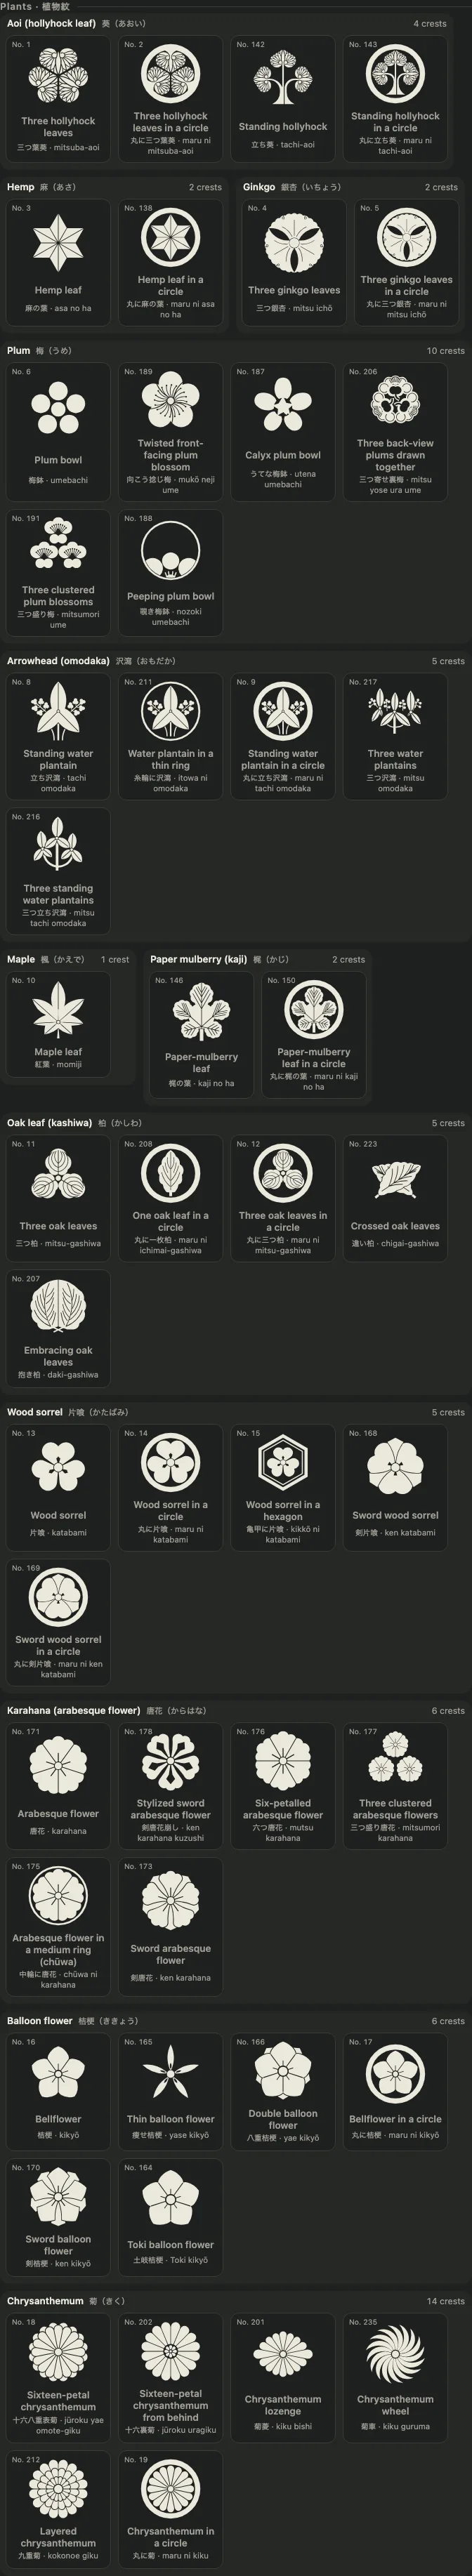 Plants · 植物紋
Aoi (hollyhock leaf) 葵（あおい） 4 crests
No. 1
Three hollyhock
leaves
三つ葉葵 · mitsuba-aoi
No. 2
Three hollyhock
leaves in a circle
丸に三つ葉葵 · maru ni
mitsuba-aoi
No. 142
Standing hollyhock
立ち葵 · tachi-aoi
No. 143
Standing hollyhock
in a circle
丸に立ち葵 · maru ni
tachi-aoi
Hemp 麻（あさ） 2 crests
No. 3
Hemp leaf
麻の葉 · asa no ha
No. 138
Hemp leaf in a
circle
丸に麻の葉 · maru ni asa
no ha
Ginkgo 銀杏（いちょう） 2 crests
No. 4
Three ginkgo leaves
三つ銀杏 · mitsu ichō
No. 5
Three ginkgo leaves
in a circle
丸に三つ銀杏 · maru ni
mitsu ichō
Plum 梅（うめ） 10 crests
No. 6
Plum bowl
梅鉢 · umebachi
No. 189
Twisted front-
facing plum
blossom
向こう捻じ梅 · mukō neji
ume
No. 187
Calyx plum bowl
うてな梅鉢 · utena
umebachi
No. 206
Three back-view
plums drawn
together
三つ寄せ裏梅 · mitsu
yose ura ume
No. 191
Three clustered
plum blossoms
三つ盛り梅 · mitsumori
ume
No. 188
Peeping plum bowl
覗き梅鉢 · nozoki
umebachi
Arrowhead (omodaka) 沢瀉（おもだか） 5 crests
No. 8
Standing water
plantain
立ち沢瀉 · tachi
omodaka
No. 211
Water plantain in a
thin ring
糸輪に沢瀉 · itowa ni
omodaka
No. 9
Standing water
plantain in a circle
丸に立ち沢瀉 · maru ni
tachi omodaka
No. 217
Three water
plantains
三つ沢瀉 · mitsu
omodaka
No. 216
Three standing
water plantains
三つ立ち沢瀉 · mitsu
tachi omodaka
Maple 楓（かえで） 1 crest
No. 10
Maple leaf
紅葉 · momiji
Paper mulberry (kaji) 梶（かじ） 2 crests
No. 146
Paper-mulberry
leaf
梶の葉 · kaji no ha
No. 150
Paper-mulberry
leaf in a circle
丸に梶の葉 · maru ni kaji
no ha
Oak leaf (kashiwa) 柏（かしわ） 5 crests
No. 11
Three oak leaves
三つ柏 · mitsu-gashiwa
No. 208
One oak leaf in a
circle
丸に一枚柏 · maru ni
ichimai-gashiwa
No. 12
Three oak leaves in
a circle
丸に三つ柏 · maru ni
mitsu-gashiwa
No. 223
Crossed oak leaves
違い柏 · chigai-gashiwa
No. 207
Embracing oak
leaves
抱き柏 · daki-gashiwa
Wood sorrel 片喰（かたばみ） 5 crests
No. 13
Wood sorrel
片喰 · katabami
No. 14
Wood sorrel in a
circle
丸に片喰 · maru ni
katabami
No. 15
Wood sorrel in a
hexagon
亀甲に片喰 · kikkō ni
katabami
No. 168
Sword wood sorrel
剣片喰 · ken katabami
No. 169
Sword wood sorrel
in a circle
丸に剣片喰 · maru ni ken
katabami
Karahana (arabesque flower) 唐花（からはな） 6 crests
No. 171
Arabesque flower
唐花 · karahana
No. 178
Stylized sword
arabesque flower
剣唐花崩し · ken
karahana kuzushi
No. 176
Six-petalled
arabesque flower
六つ唐花 · mutsu
karahana
No. 177
Three clustered
arabesque flowers
三つ盛り唐花 · mitsumori
karahana
No. 175
Arabesque flower in
a medium ring
(chūwa)
中輪に唐花 · chūwa ni
karahana
No. 173
Sword arabesque
flower
剣唐花 · ken karahana
Balloon flower 桔梗（ききょう） 6 crests
No. 16
Bellflower
桔梗 · kikyō
No. 165
Thin balloon flower
痩せ桔梗 · yase kikyō
No. 166
Double balloon
flower
八重桔梗 · yae kikyō
No. 17
Bellflower in a circle
丸に桔梗 · maru ni kikyō
No. 170
Sword balloon
flower
剣桔梗 · ken kikyō
No. 164
Toki balloon flower
土岐桔梗 · Toki kikyō
Chrysanthemum 菊（きく） 14 crests
No. 18
Sixteen-petal
chrysanthemum
十六八重表菊 · jūroku yae
omote-giku
No. 202
Sixteen-petal
chrysanthemum
from behind
十六裏菊 · jūroku uragiku
No. 201
Chrysanthemum
lozenge
菊菱 · kiku bishi
No. 235
Chrysanthemum
wheel
菊車 · kiku guruma
No. 212
Layered
chrysanthemum
九重菊 · kokonoe giku
No. 19
Chrysanthemum in
a circle
丸に菊 · maru ni kiku